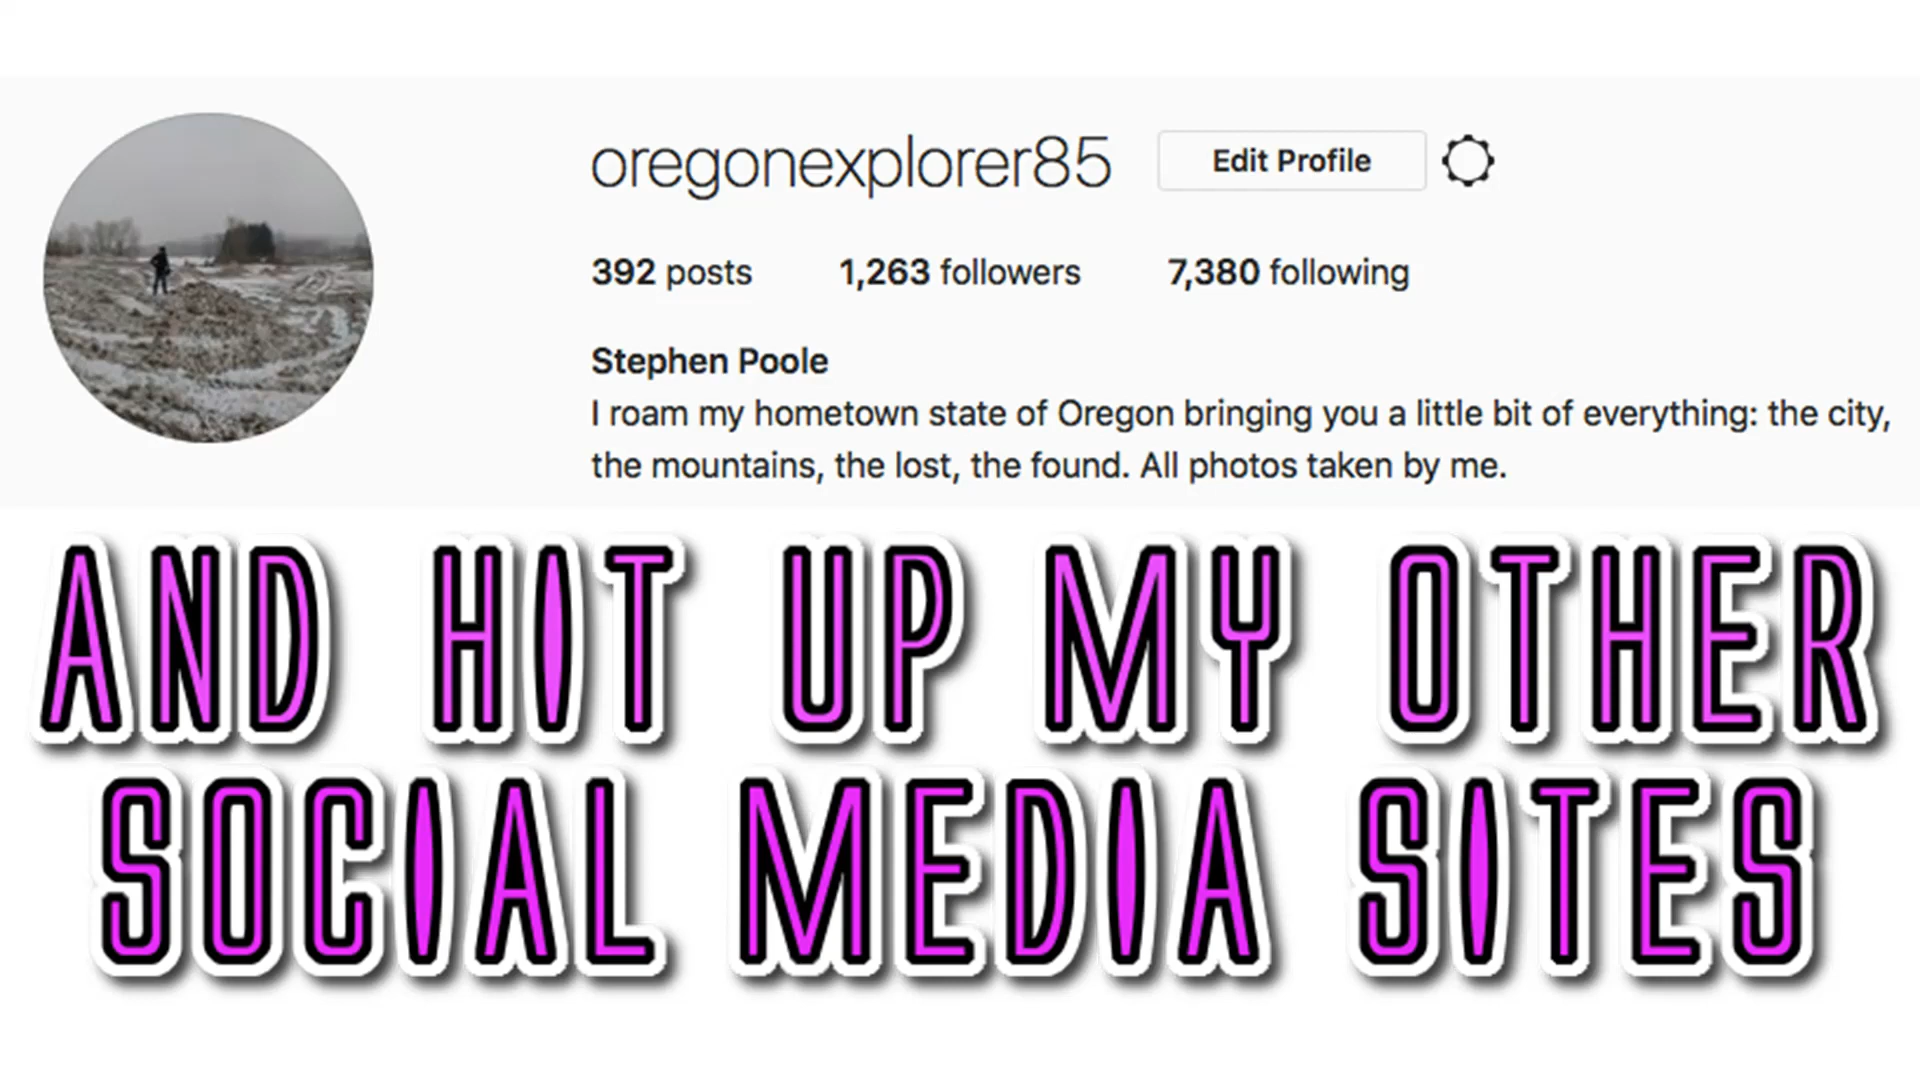 oregonexplorer85 Edit Profile
392 posts 1,263 followers 7,380 following
Stephen Poole
I roam my hometown state of Oregon bringing you a little bit of everything: the city,
the mountains, the lost, the found. All photos taken by me.
AND HIT UP MY OTHER
SOCIAL MEDIA SITES